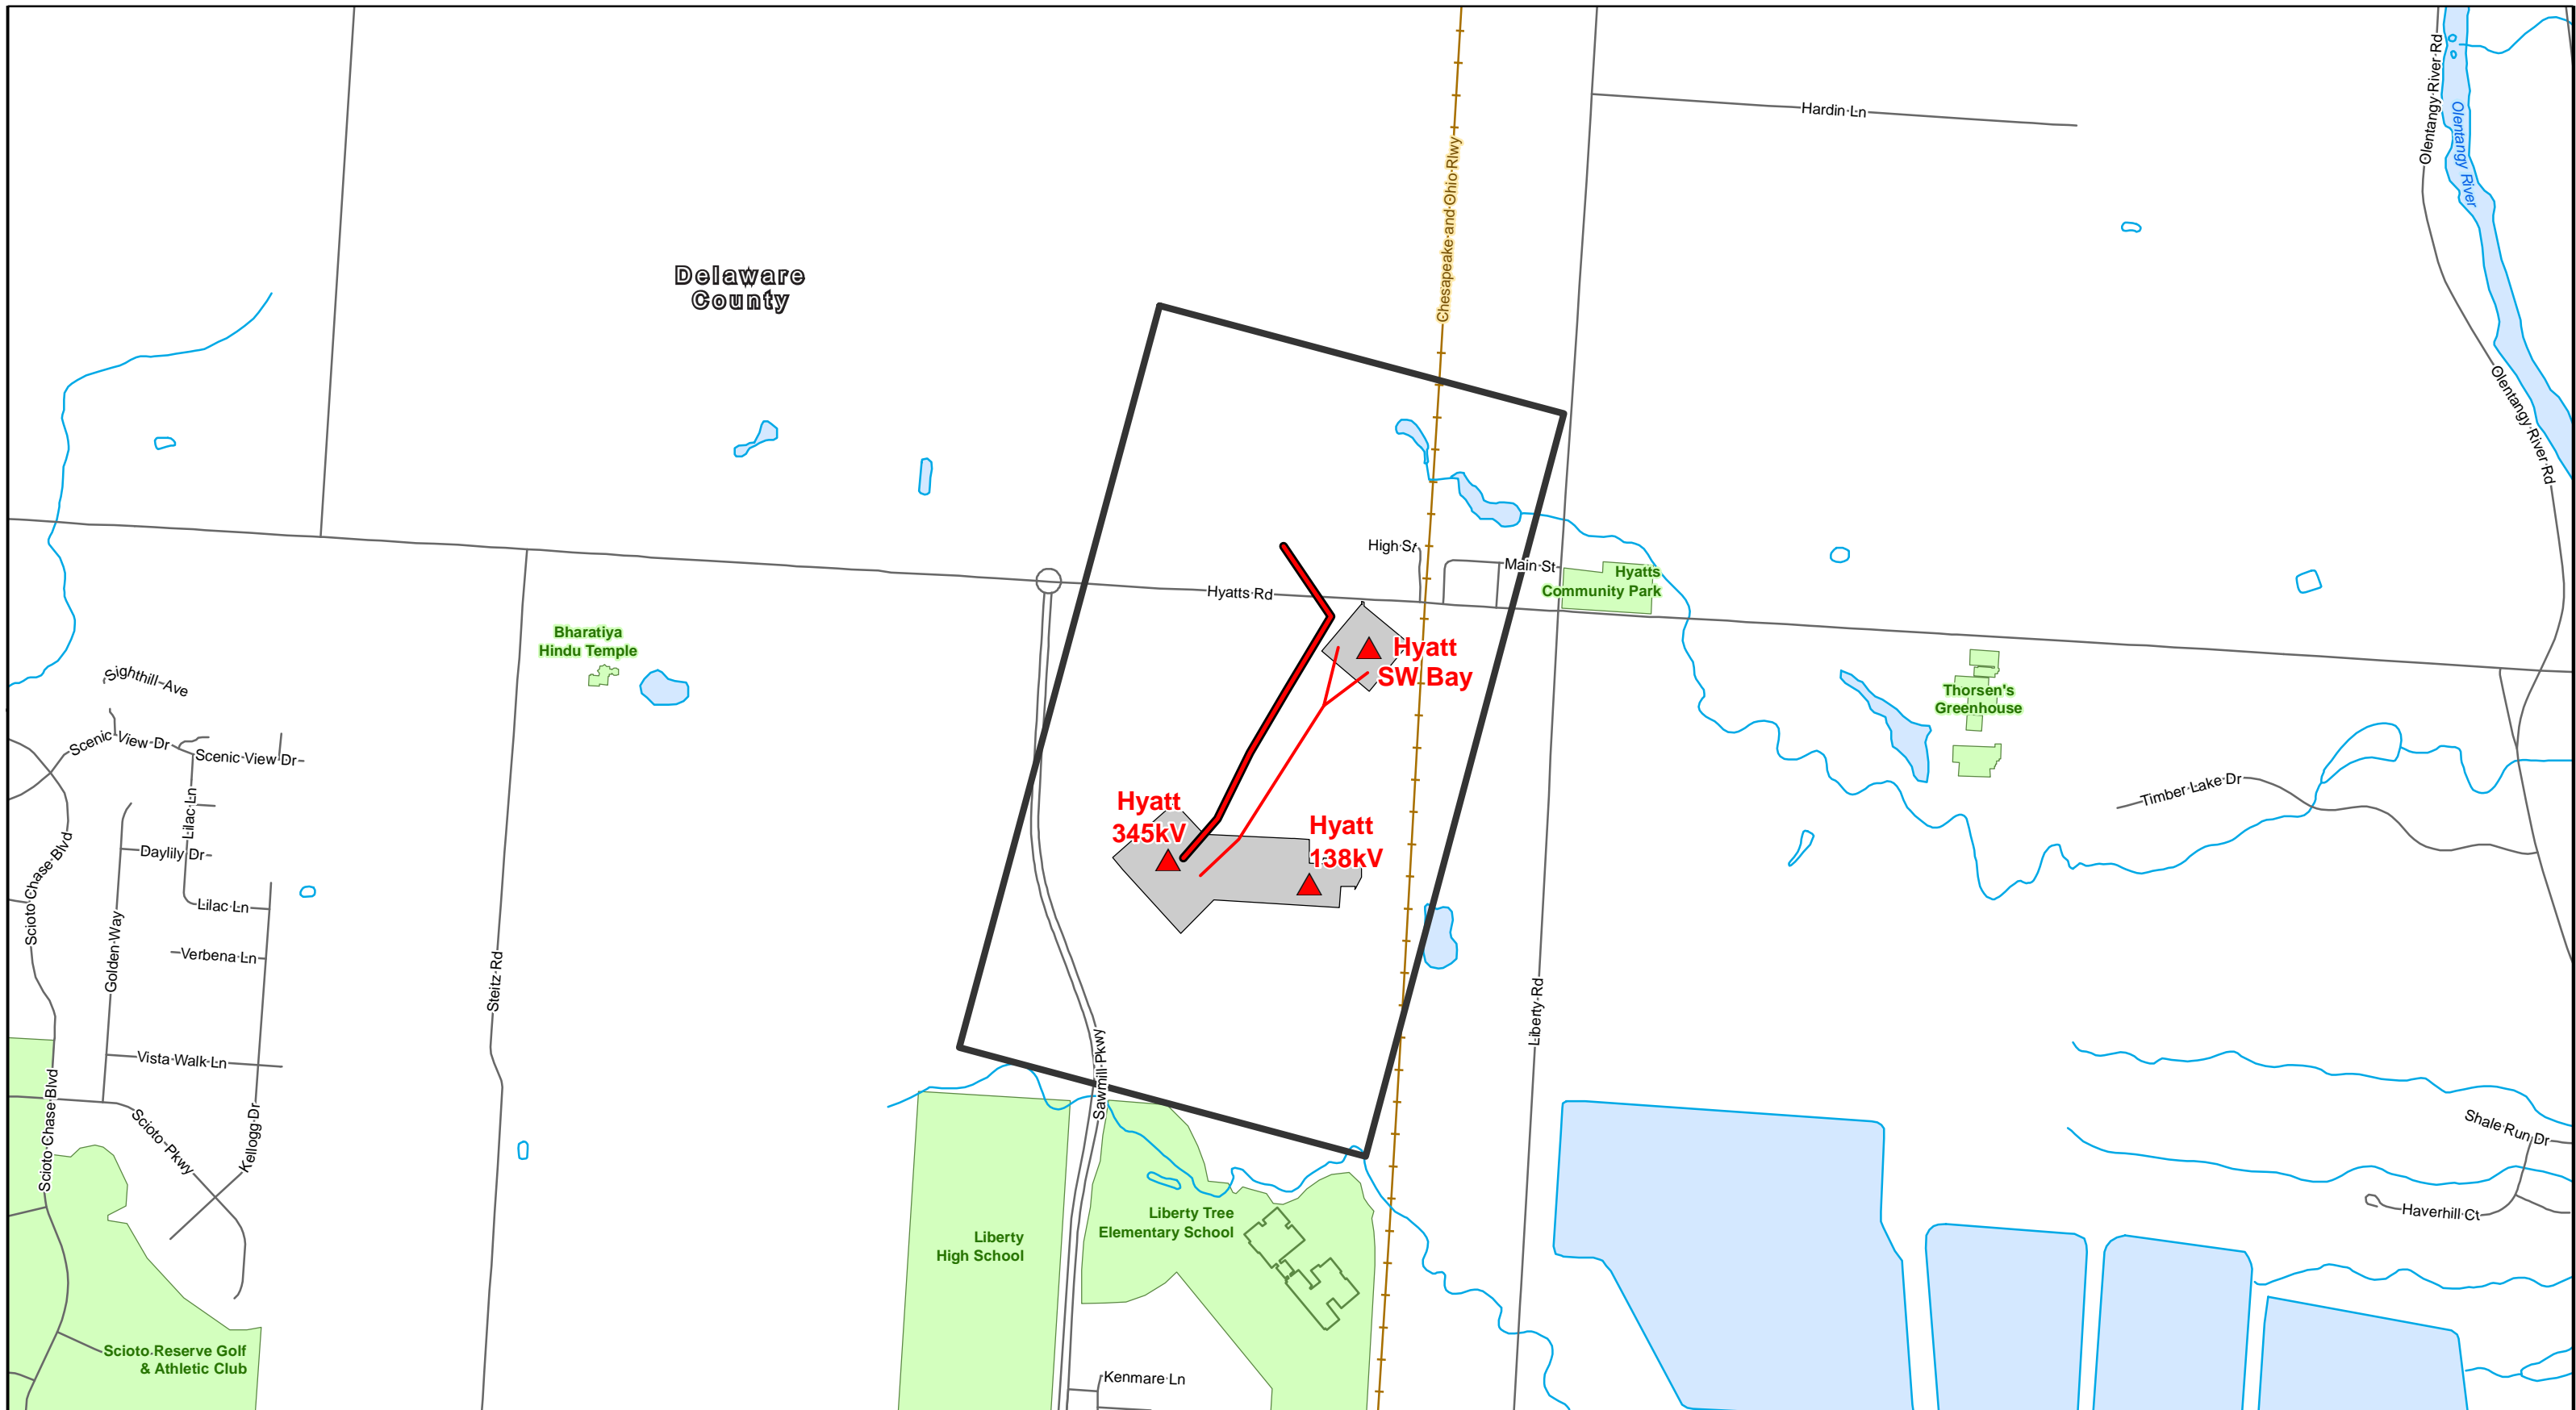 Hardin Ln
Olentangy River Rd
Olentangy River
Chesapeake and Ohio Rlwy
Delaware
County
Olentangy River Rd
High St
Main St
Hyatts
Community Park
Hyatts Rd
Bharatiya
Hindu Temple
Hyatt
SW Bay
Sighthill Ave
Thorsen's
Greenhouse
Scenic View Dr
Scenic View Dr
Timber Lake Dr
Hyatt
345kV
Hyatt
138kV
Lilac Ln
Daylily Dr
Scioto Chase Blvd
Lilac Ln
Golden Way
Verbena Ln
Steitz Rd
Liberty Rd
Vista Walk Ln
Sawmill Pkwy
Scioto Chase Blvd
Scioto Pkwy
Kellogg Dr
Shale Run Dr
Haverhill Ct
Liberty Tree
Elementary School
Liberty
High School
Scioto Reserve Golf
& Athletic Club
Kenmare Ln